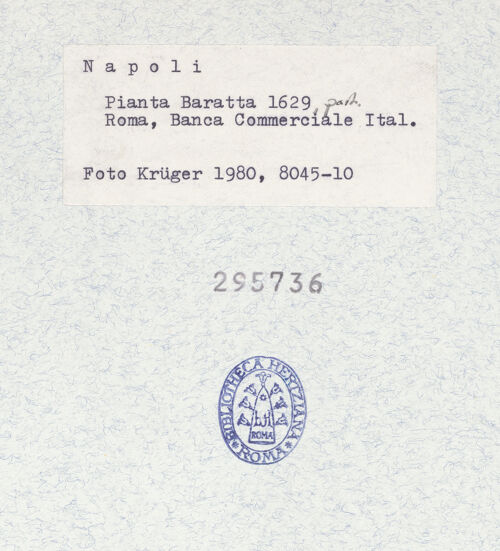 Napoli
Pianta Baratta 1629, part.
Roma, Banca Commerciale Ital.
Foto Krüger 1980, 8045-10
295736
BIBLIOTHECA HERTZIANA
ROMA
* ROMA *